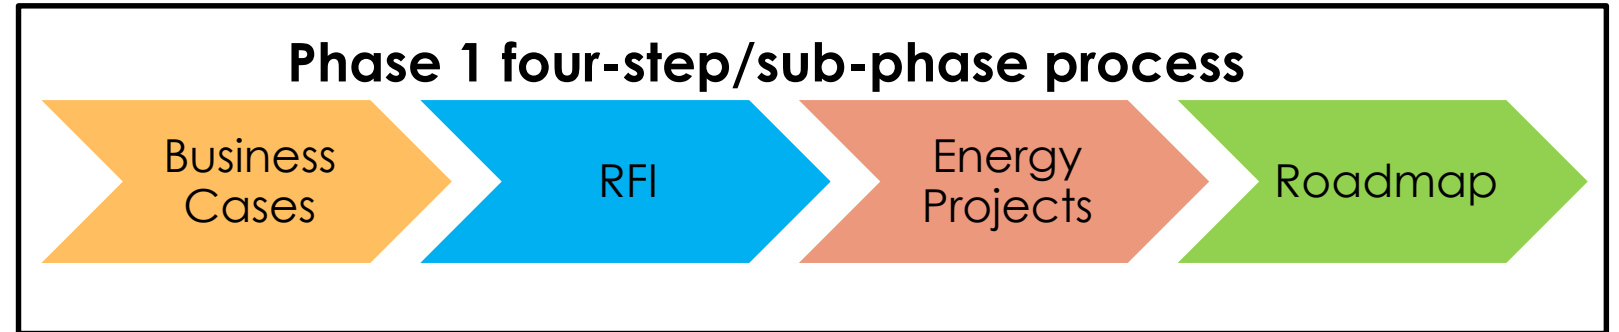 Phase 1 four-step/sub-phase process
Business
Cases
RFI
Energy
Projects
Roadmap